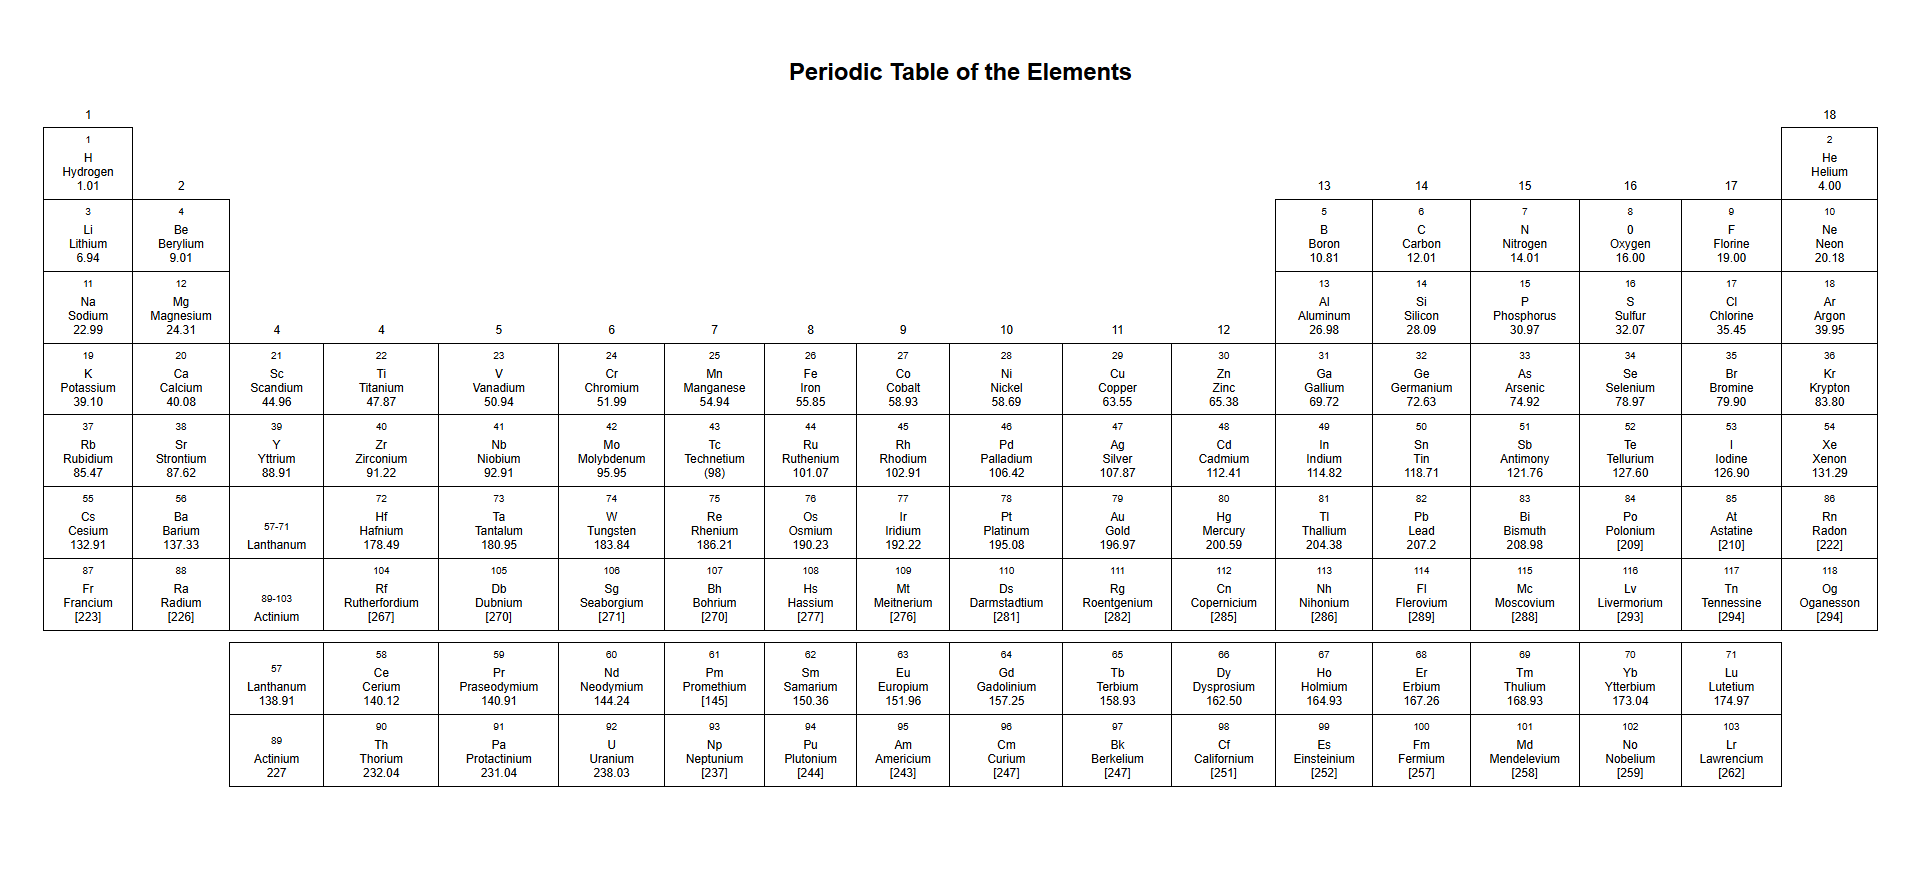 Periodic Table of the Elements
1 18
1 2
H He
Hydrogen Helium
1.01 2 13 14 15 16 17 4.00
3 4 5 6 7 8 9 10
Li Be B C N 0 F Ne
Lithium Berylium Boron Carbon Nitrogen Oxygen Florine Neon
6.94 9.01 10.81 12.01 14.01 16.00 19.00 20.18
11 12 13 14 15 16 17 18
Na Mg Al Si P S Cl Ar
Sodium Magnesium Aluminum Silicon Phosphorus Sulfur Chlorine Argon
22.99 24.31 4 4 5 6 7 8 9 10 11 12 26.98 28.09 30.97 32.07 35.45 39.95
19 20 21 22 23 24 25 26 27 28 29 30 31 32 33 34 35 36
K Ca Sc Ti V Cr Mn Fe Co Ni Cu Zn Ga Ge As Se Br Kr
Potassium Calcium Scandium Titanium Vanadium Chromium Manganese Iron Cobalt Nickel Copper Zinc Gallium Germanium Arsenic Selenium Bromine Krypton
39.10 40.08 44.96 47.87 50.94 51.99 54.94 55.85 58.93 58.69 63.55 65.38 69.72 72.63 74.92 78.97 79.90 83.80
37 38 39 40 41 42 43 44 45 46 47 48 49 50 51 52 53 54
Rb Sr Y Zr Nb Mo Tc Ru Rh Pd Ag Cd In Sn Sb Te I Xe
Rubidium Strontium Yttrium Zirconium Niobium Molybdenum Technetium Ruthenium Rhodium Palladium Silver Cadmium Indium Tin Antimony Tellurium Iodine Xenon
85.47 87.62 88.91 91.22 92.91 95.95 (98) 101.07 102.91 106.42 107.87 112.41 114.82 118.71 121.76 127.60 126.90 131.29
55 56 72 73 74 75 76 77 78 79 80 81 82 83 84 85 86
Cs Ba 57-71 Hf Ta W Re Os Ir Pt Au Hg Tl Pb Bi Po At Rn
Cesium Barium Hafnium Tantalum Tungsten Rhenium Osmium Iridium Platinum Gold Mercury Thallium Lead Bismuth Polonium Astatine Radon
132.91 137.33 Lanthanum 178.49 180.95 183.84 186.21 190.23 192.22 195.08 196.97 200.59 204.38 207.2 208.98 [209] [210] [222]
87 88 104 105 106 107 108 109 110 111 112 113 114 115 116 117 118
Fr Ra 89-103 Rf Db Sg Bh Hs Mt Ds Rg Cn Nh Fl Mc Lv Tn Og
Francium Radium Rutherfordium Dubnium Seaborgium Bohrium Hassium Meitnerium Darmstadtium Roentgenium Copernicium Nihonium Flerovium Moscovium Livermorium Tennessine Oganesson
[223] [226] Actinium [267] [270] [271] [270] [277] [276] [281] [282] [285] [286] [289] [288] [293] [294] [294]
58 59 60 61 62 63 64 65 66 67 68 69 70 71
57 Ce Pr Nd Pm Sm Eu Gd Tb Dy Ho Er Tm Yb Lu
Lanthanum Cerium Praseodymium Neodymium Promethium Samarium Europium Gadolinium Terbium Dysprosium Holmium Erbium Thulium Ytterbium Lutetium
138.91 140.12 140.91 144.24 [145] 150.36 151.96 157.25 158.93 162.50 164.93 167.26 168.93 173.04 174.97
90 91 92 93 94 95 96 97 98 99 100 101 102 103
89 Th Pa U Np Pu Am Cm Bk Cf Es Fm Md No Lr
Actinium Thorium Protactinium Uranium Neptunium Plutonium Americium Curium Berkelium Californium Einsteinium Fermium Mendelevium Nobelium Lawrencium
227 232.04 231.04 238.03 [237] [244] [243] [247] [247] [251] [252] [257] [258] [259] [262]